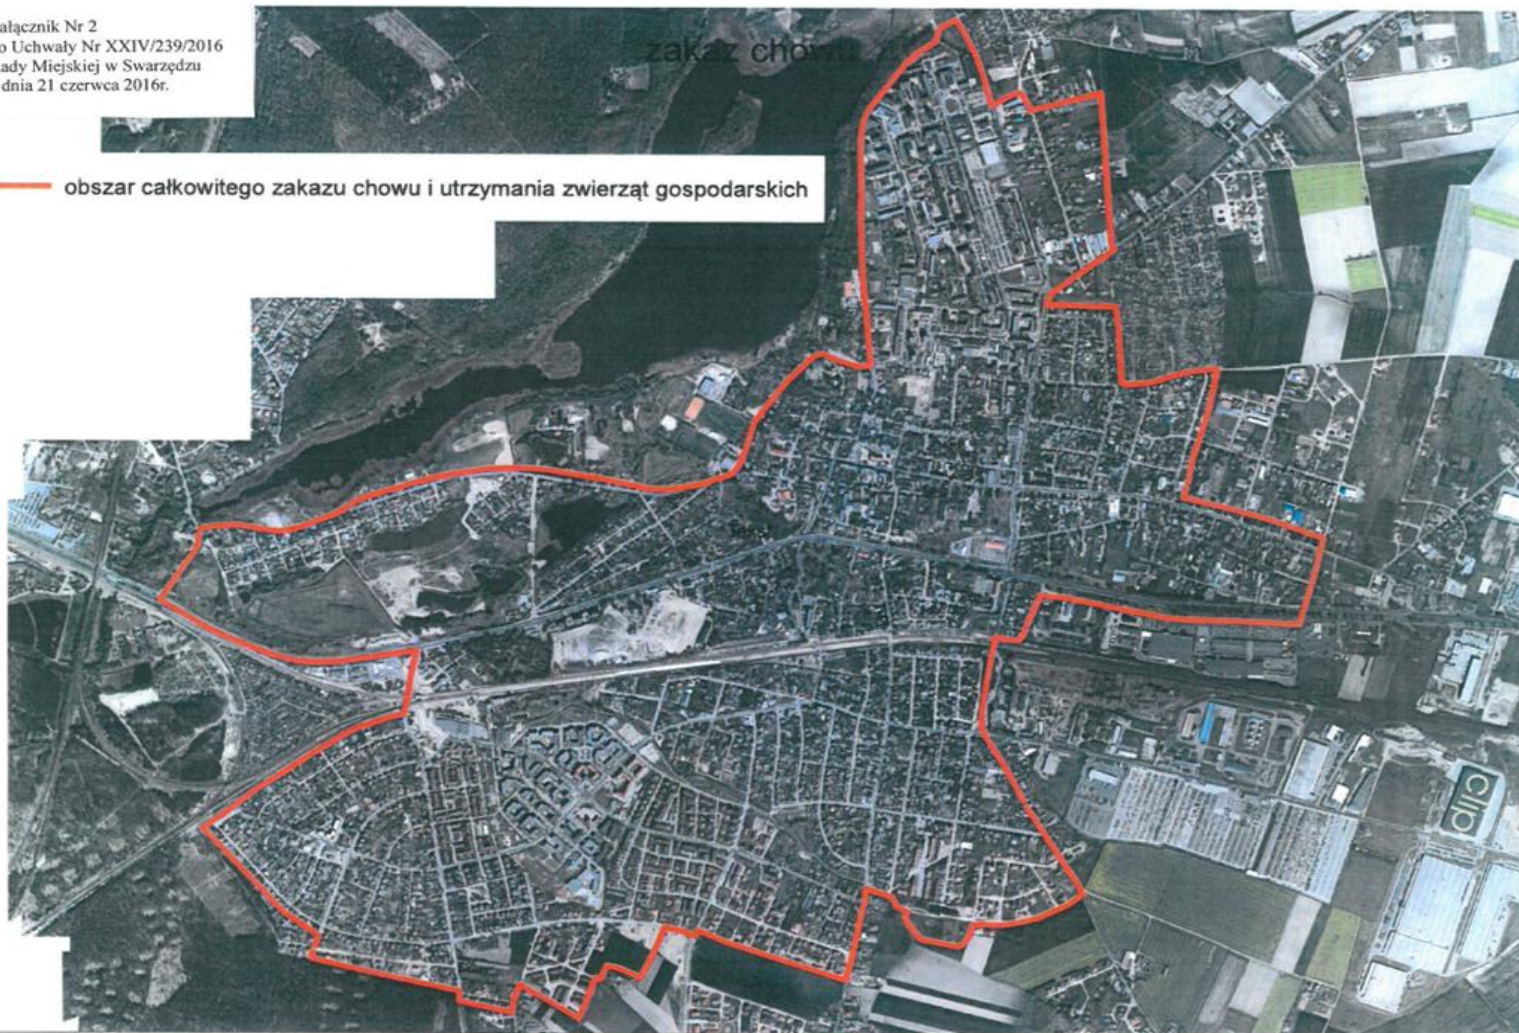 ałącznik Nr 2
o Uchwały Nr XXIV/239/2016
ady Miejskiej w Swarzędzu
dnia 21 czerwca 2016r.
zakaz chowu
obszar całkowitego zakazu chowu i utrzymania zwierząt gospodarskich
clip